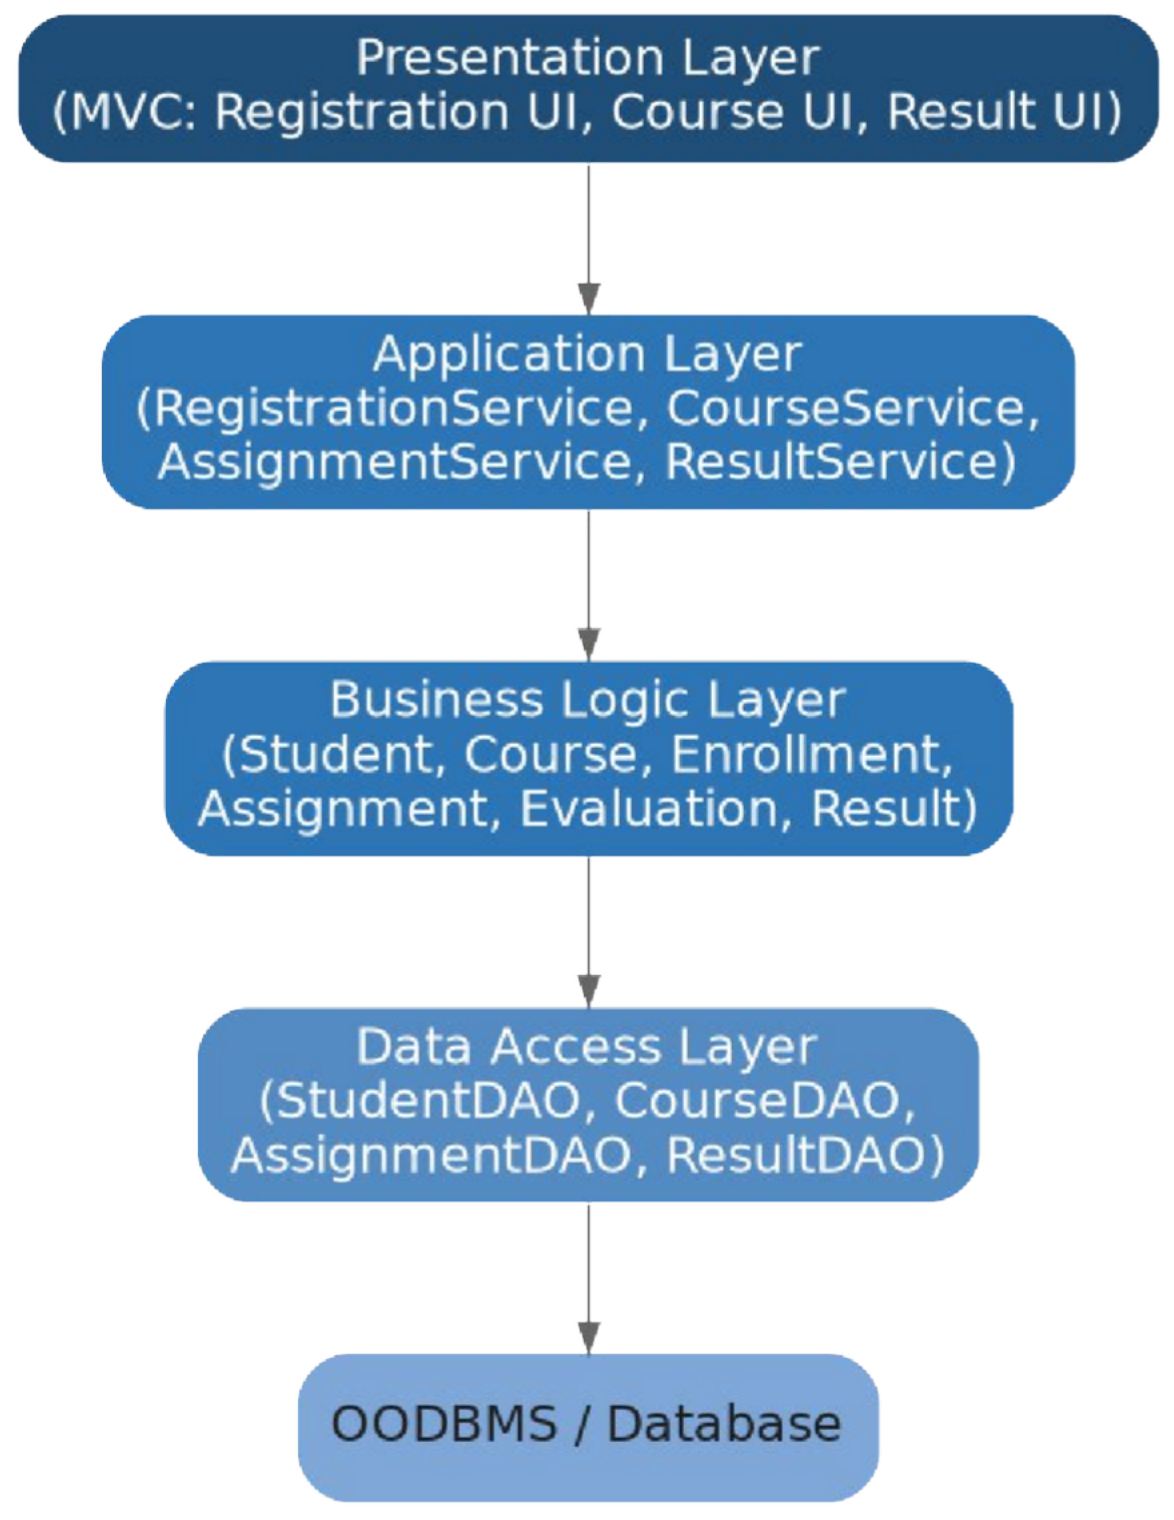 Presentation Layer
(MVC: Registration UI, Course UI, Result UI)
Application Layer
(RegistrationService, CourseService,
AssignmentService, ResultService)
Business Logic Layer
(Student, Course, Enrollment,
Assignment, Evaluation, Result)
Data Access Layer
(StudentDAO, CourseDAO,
AssignmentDAO, ResultDAO)
OODBMS / Database